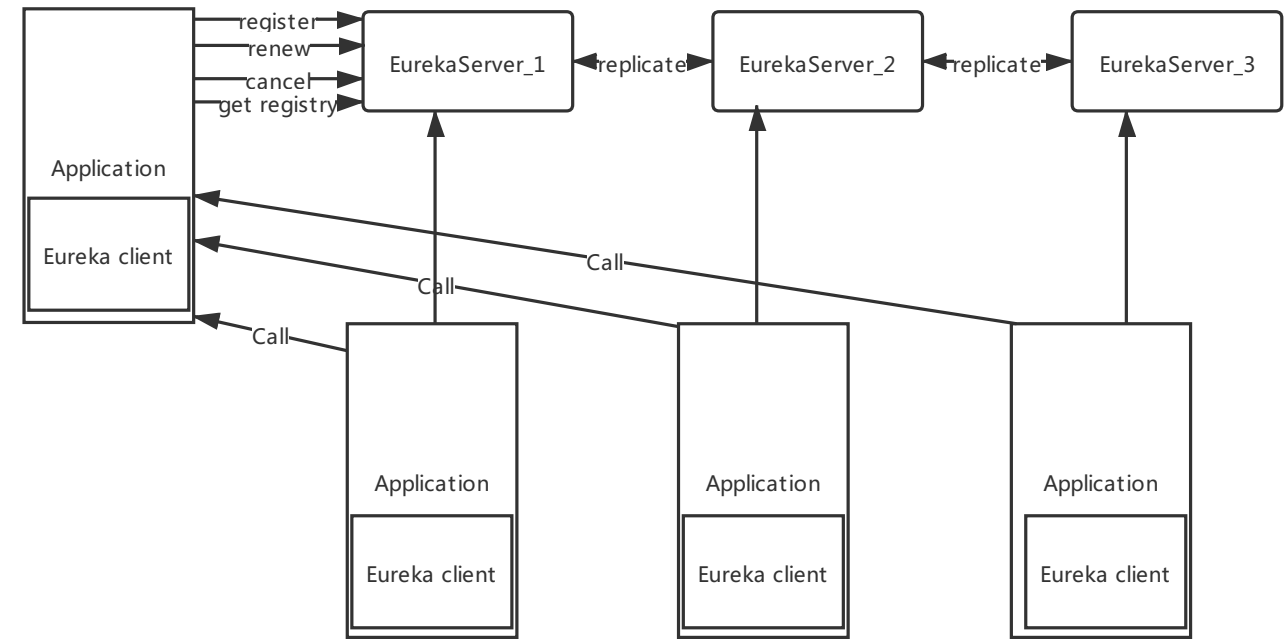 register
renew
cancel
get registry
EurekaServer_1
replicate
EurekaServer_2
replicate
EurekaServer_3
Application
Eureka client
Call
Call
Call
Application
Eureka client
Application
Eureka client
Application
Eureka client